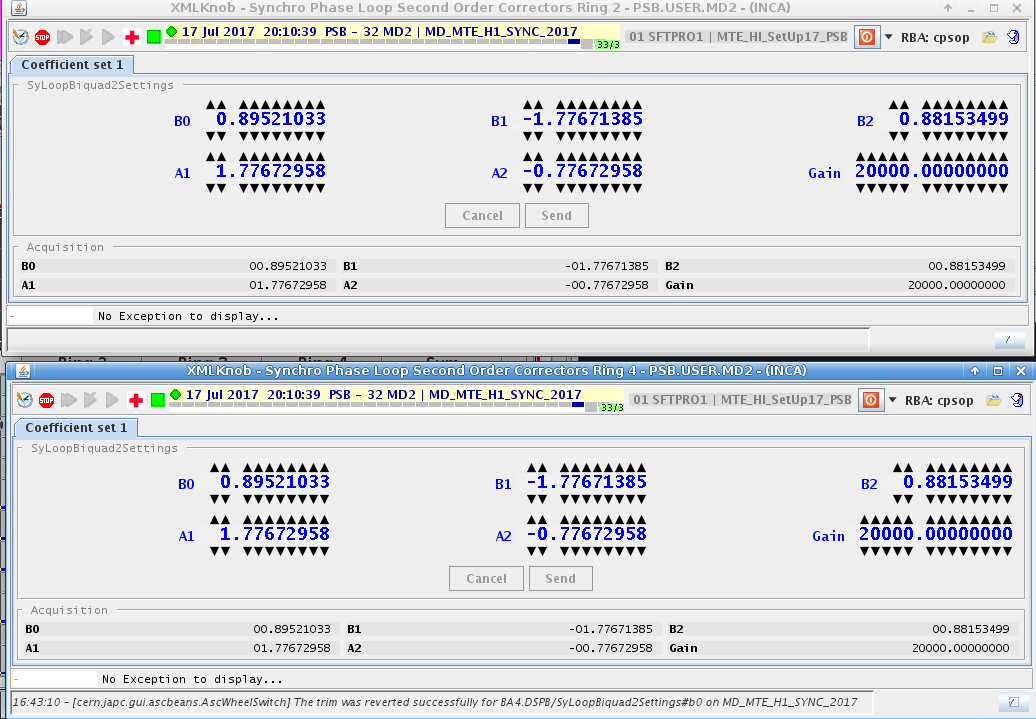 XMLKnob - Synchro Phase Loop Second Order Correctors Ring 2 - PSB.USER.MD2 - (INCA)
STOP 17 Jul 2017 20:10:39 PSB - 32 MD2 | MD_MTE_H1_SYNC_2017 33/3 01 SFTPRO1 | MTE_HI_SetUp17_PSB RBA: cpsop
Coefficient set 1
SyLoopBiquad2Settings
B0 0.89521033 B1 -1.77671385 B2 0.88153499
A1 1.77672958 A2 -0.77672958 Gain 20000.00000000
Cancel Send
Acquisition
B0 00.89521033 B1 -01.77671385 B2 00.88153499
A1 01.77672958 A2 -00.77672958 Gain 20000.00000000
- No Exception to display...
Ring 2 Ring 3 Ring 4 Sum
XMLKnob - Synchro Phase Loop Second Order Correctors Ring 4 - PSB.USER.MD2 - (INCA)
STOP 17 Jul 2017 20:10:39 PSB - 32 MD2 | MD_MTE_H1_SYNC_2017 33/3 01 SFTPRO1 | MTE_HI_SetUp17_PSB RBA: cpsop
Coefficient set 1
SyLoopBiquad2Settings
B0 0.89521033 B1 -1.77671385 B2 0.88153499
A1 1.77672958 A2 -0.77672958 Gain 20000.00000000
Cancel Send
Acquisition
B0 00.89521033 B1 -01.77671385 B2 00.88153499
A1 01.77672958 A2 -00.77672958 Gain 20000.00000000
- No Exception to display...
16:43:10 - [cern.japc.gui.ascbeans.AscWheelSwitch] The trim was reverted successfully for BA4.DSPB/SyLoopBiquad2Settings#b0 on MD_MTE_H1_SYNC_2017